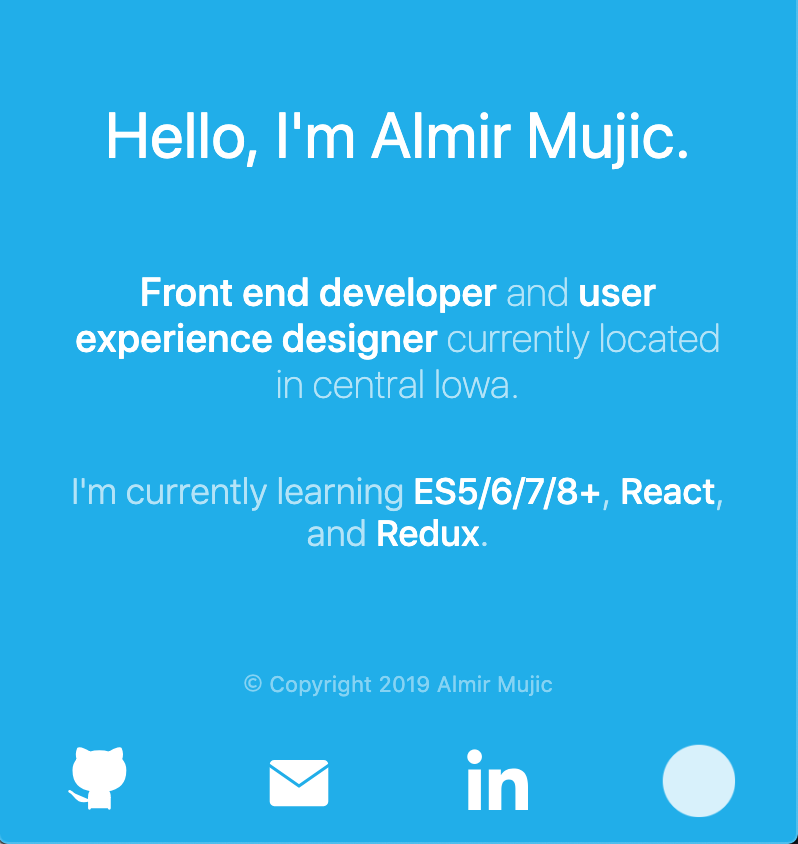 Hello, I'm Almir Mujic.
Front end developer and user
experience designer currently located
in central Iowa.
I'm currently learning ES5/6/7/8+, React,
and Redux.
© Copyright 2019 Almir Mujic
in